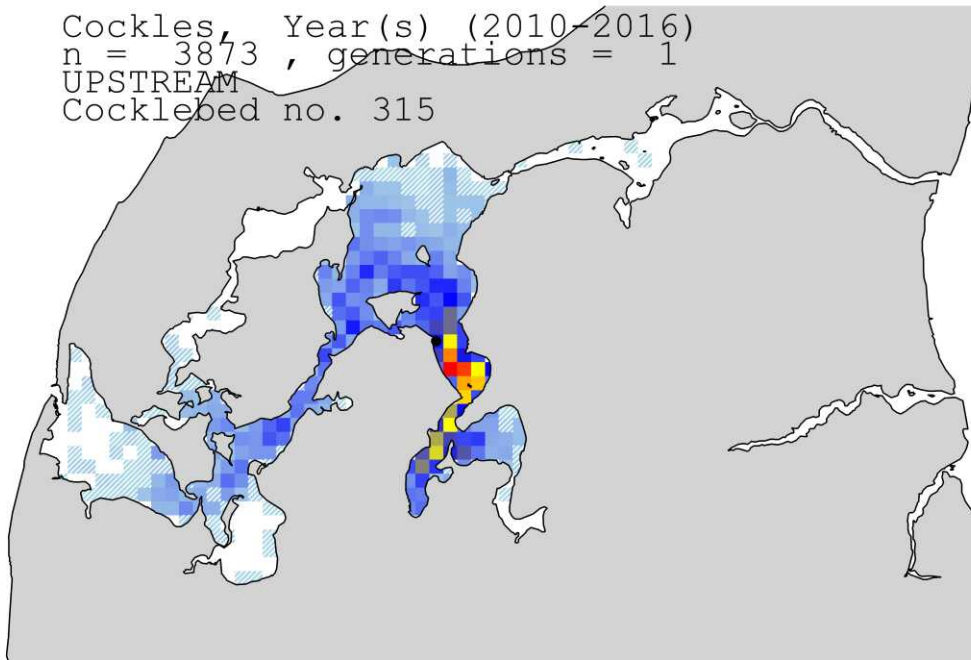 Cockles, Year(s) (2010-2016)
n = 3873 , generations = 1
UPSTREAM
Cocklebed no. 315